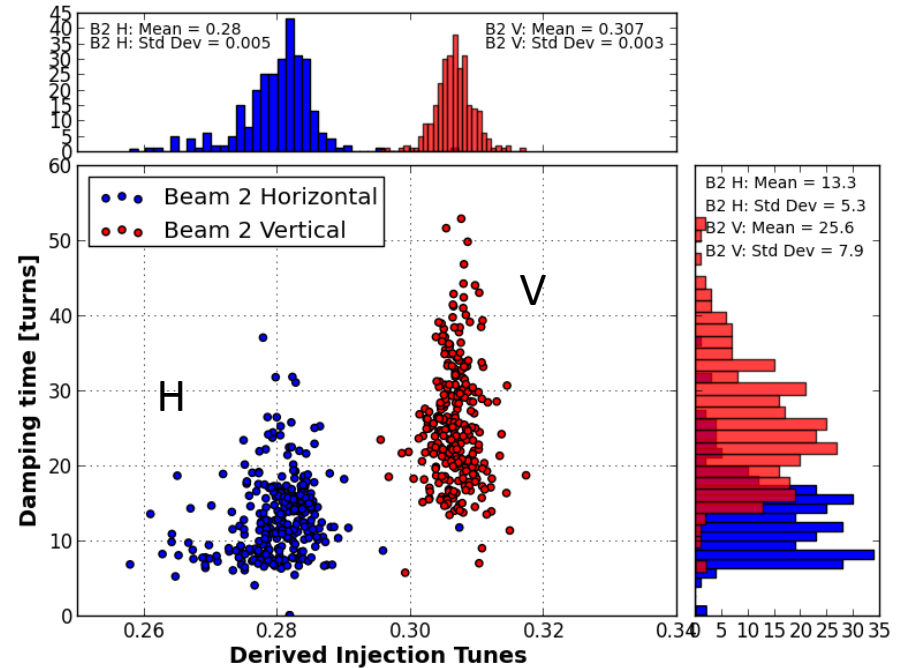 45
40
35
30
25
20
15
10
5
0
B2 H: Mean = 0.28
B2 H: Std Dev = 0.005
B2 V: Mean = 0.307
B2 V: Std Dev = 0.003
60
50
40
30
20
10
0
Damping time [turns]
Beam 2 Horizontal
Beam 2 Vertical
H
V
0.26 0.28 0.30 0.32 0.34
Derived Injection Tunes
B2 H: Mean = 13.3
B2 H: Std Dev = 5.3
B2 V: Mean = 25.6
B2 V: Std Dev = 7.9
0 5 10 15 20 25 30 35